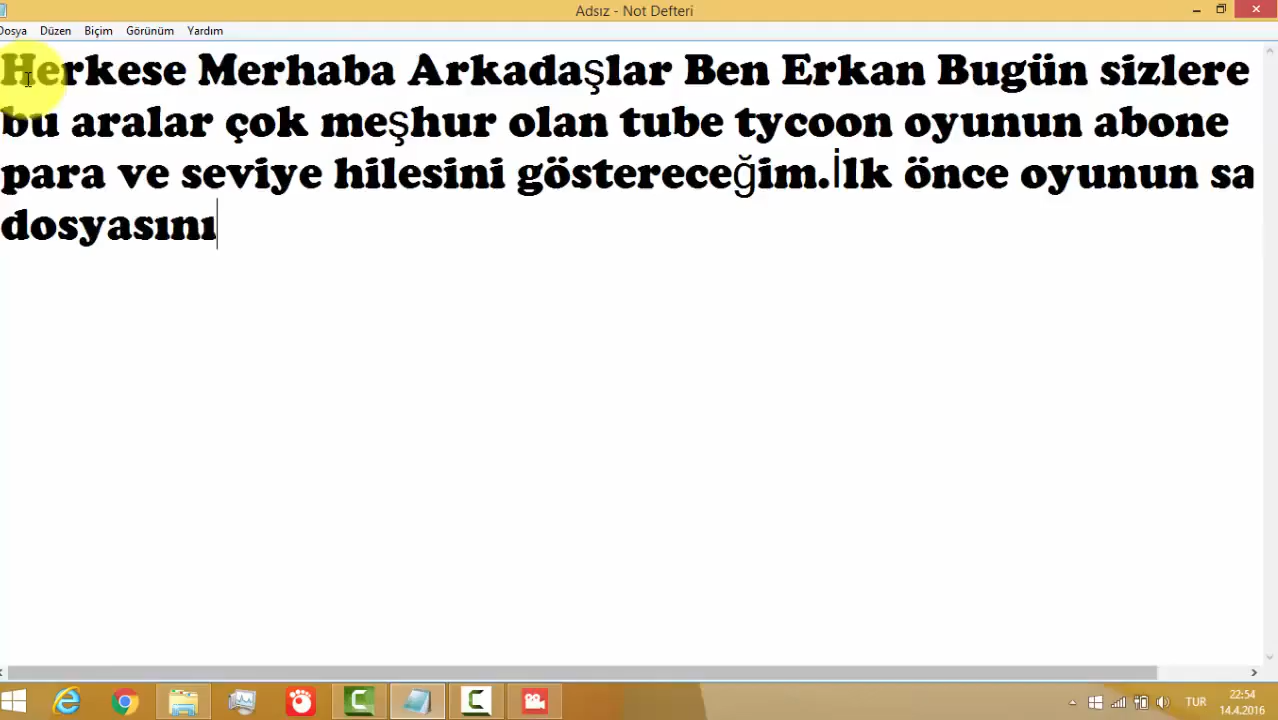 Adsız - Not Defteri
Dosya Düzen Biçim Görünüm Yardım
Herkese Merhaba Arkadaşlar Ben Erkan Bugün sizlere
bu aralar çok meşhur olan tube tycoon oyunun abone
para ve seviye hilesini göstereceğim.İlk önce oyunun sa
dosyasını
TUR
22:54
14.4.2016